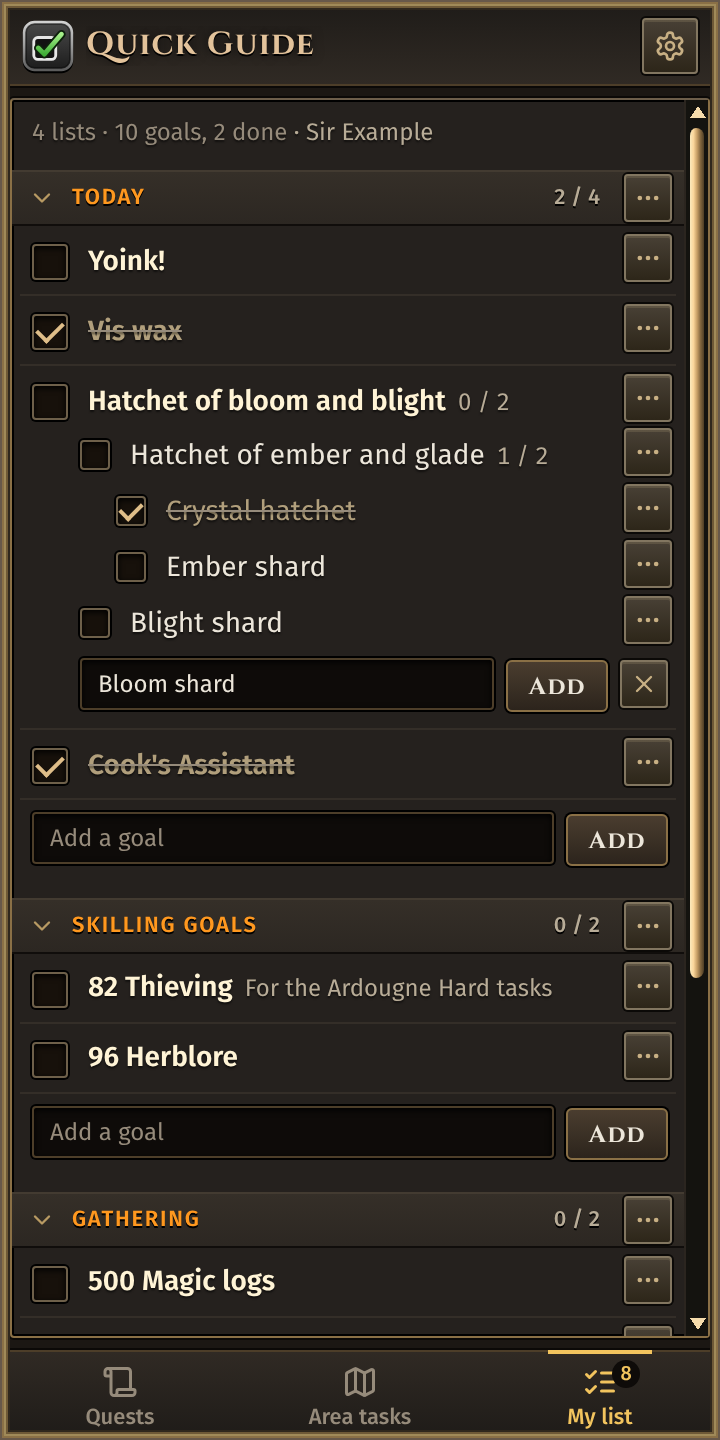 Quick Guide
4 lists · 10 goals, 2 done · Sir Example
TODAY 2 / 4
Yoink!
Vis wax
Hatchet of bloom and blight 0 / 2
Hatchet of ember and glade 1 / 2
Crystal hatchet
Ember shard
Blight shard
Bloom shard ADD
Cook's Assistant
Add a goal ADD
SKILLING GOALS 0 / 2
82 Thieving For the Ardougne Hard tasks
96 Herblore
Add a goal ADD
GATHERING 0 / 2
500 Magic logs
8
Quests Area tasks My list